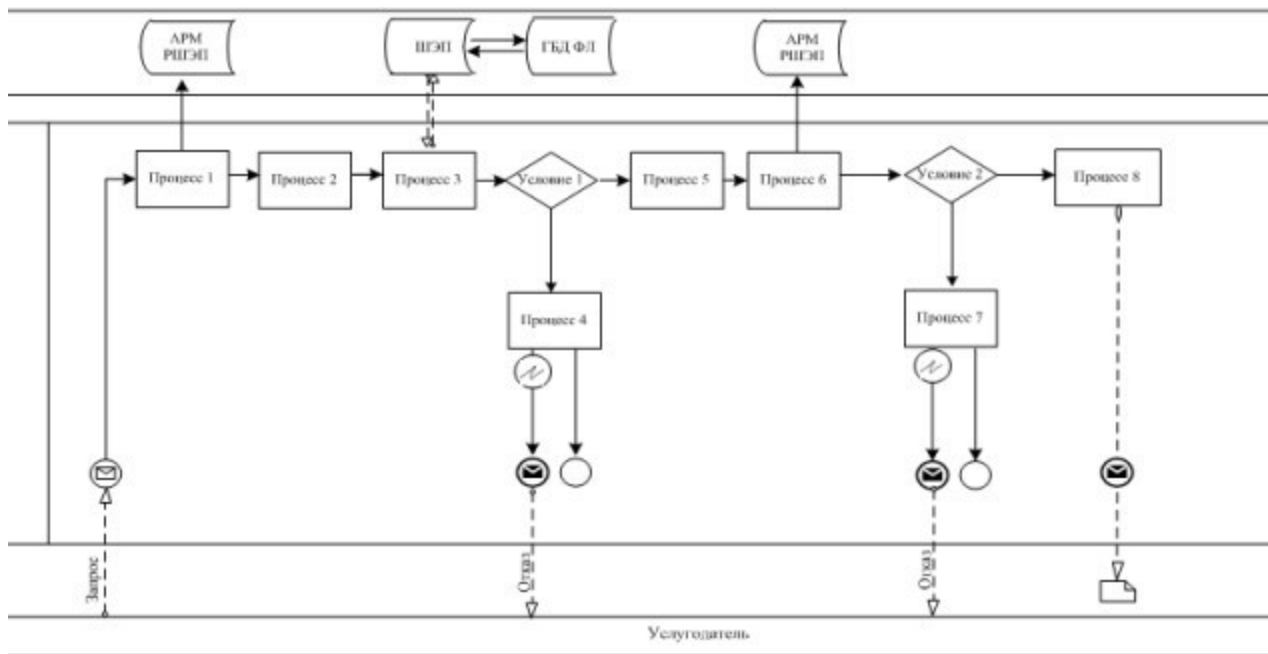 АРМ
РШЭП
ШЭП
ГБД ФЛ
АРМ
РШЭП
Процесс 1
Процесс 2
Процесс 3
Условие 1
Процесс 5
Процесс 6
Условие 2
Процесс 8
Процесс 4
Процесс 7
Запрос
Отказ
Отказ
Услугодатель